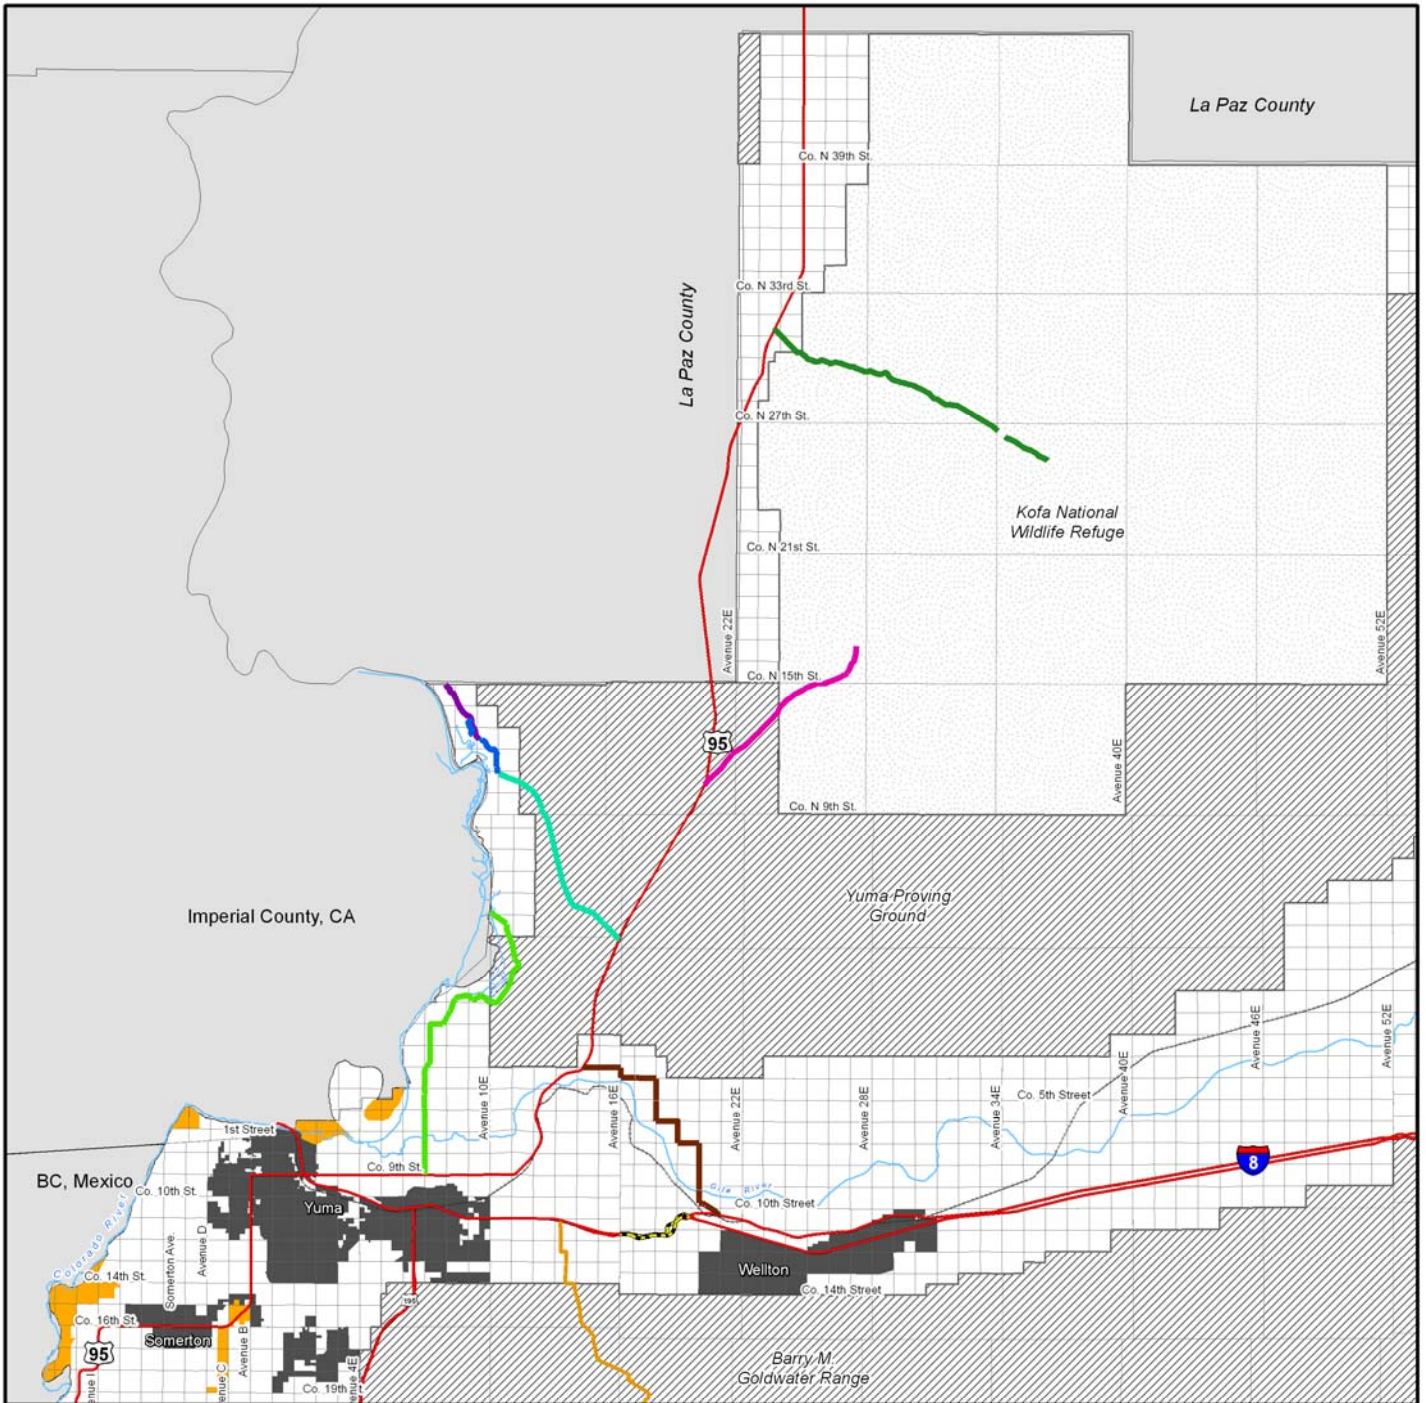 La Paz County
Co. N 39th St.
Co. N 33rd St.
La Paz County
Co. N 27th St.
Kofa National
Wildlife Refuge
Co. N 21st St.
Avenue 22E
Avenue 52E
Co. N 15th St.
95
Avenue 40E
Co. N 9th St.
Imperial County, CA
Yuma Proving
Ground
Avenue 46E
Avenue 52E
Avenue 40E
Avenue 10E
Avenue 16E
Avenue 22E
Avenue 28E
Avenue 34E
Co. 5th Street
1st Street
8
Co. 9th St.
BC, Mexico
Co. 10th St.
Gila River
Co. 10th Street
Yuma
Colorado River
Somerton Ave.
Avenue D
Co. 14th St.
Wellton
Co. 14th Street
195
Co. 16th St.
Somerton
Avenue B
95
Barry M.
Goldwater Range
enue I
enue C
enue 4E
Co. 19th